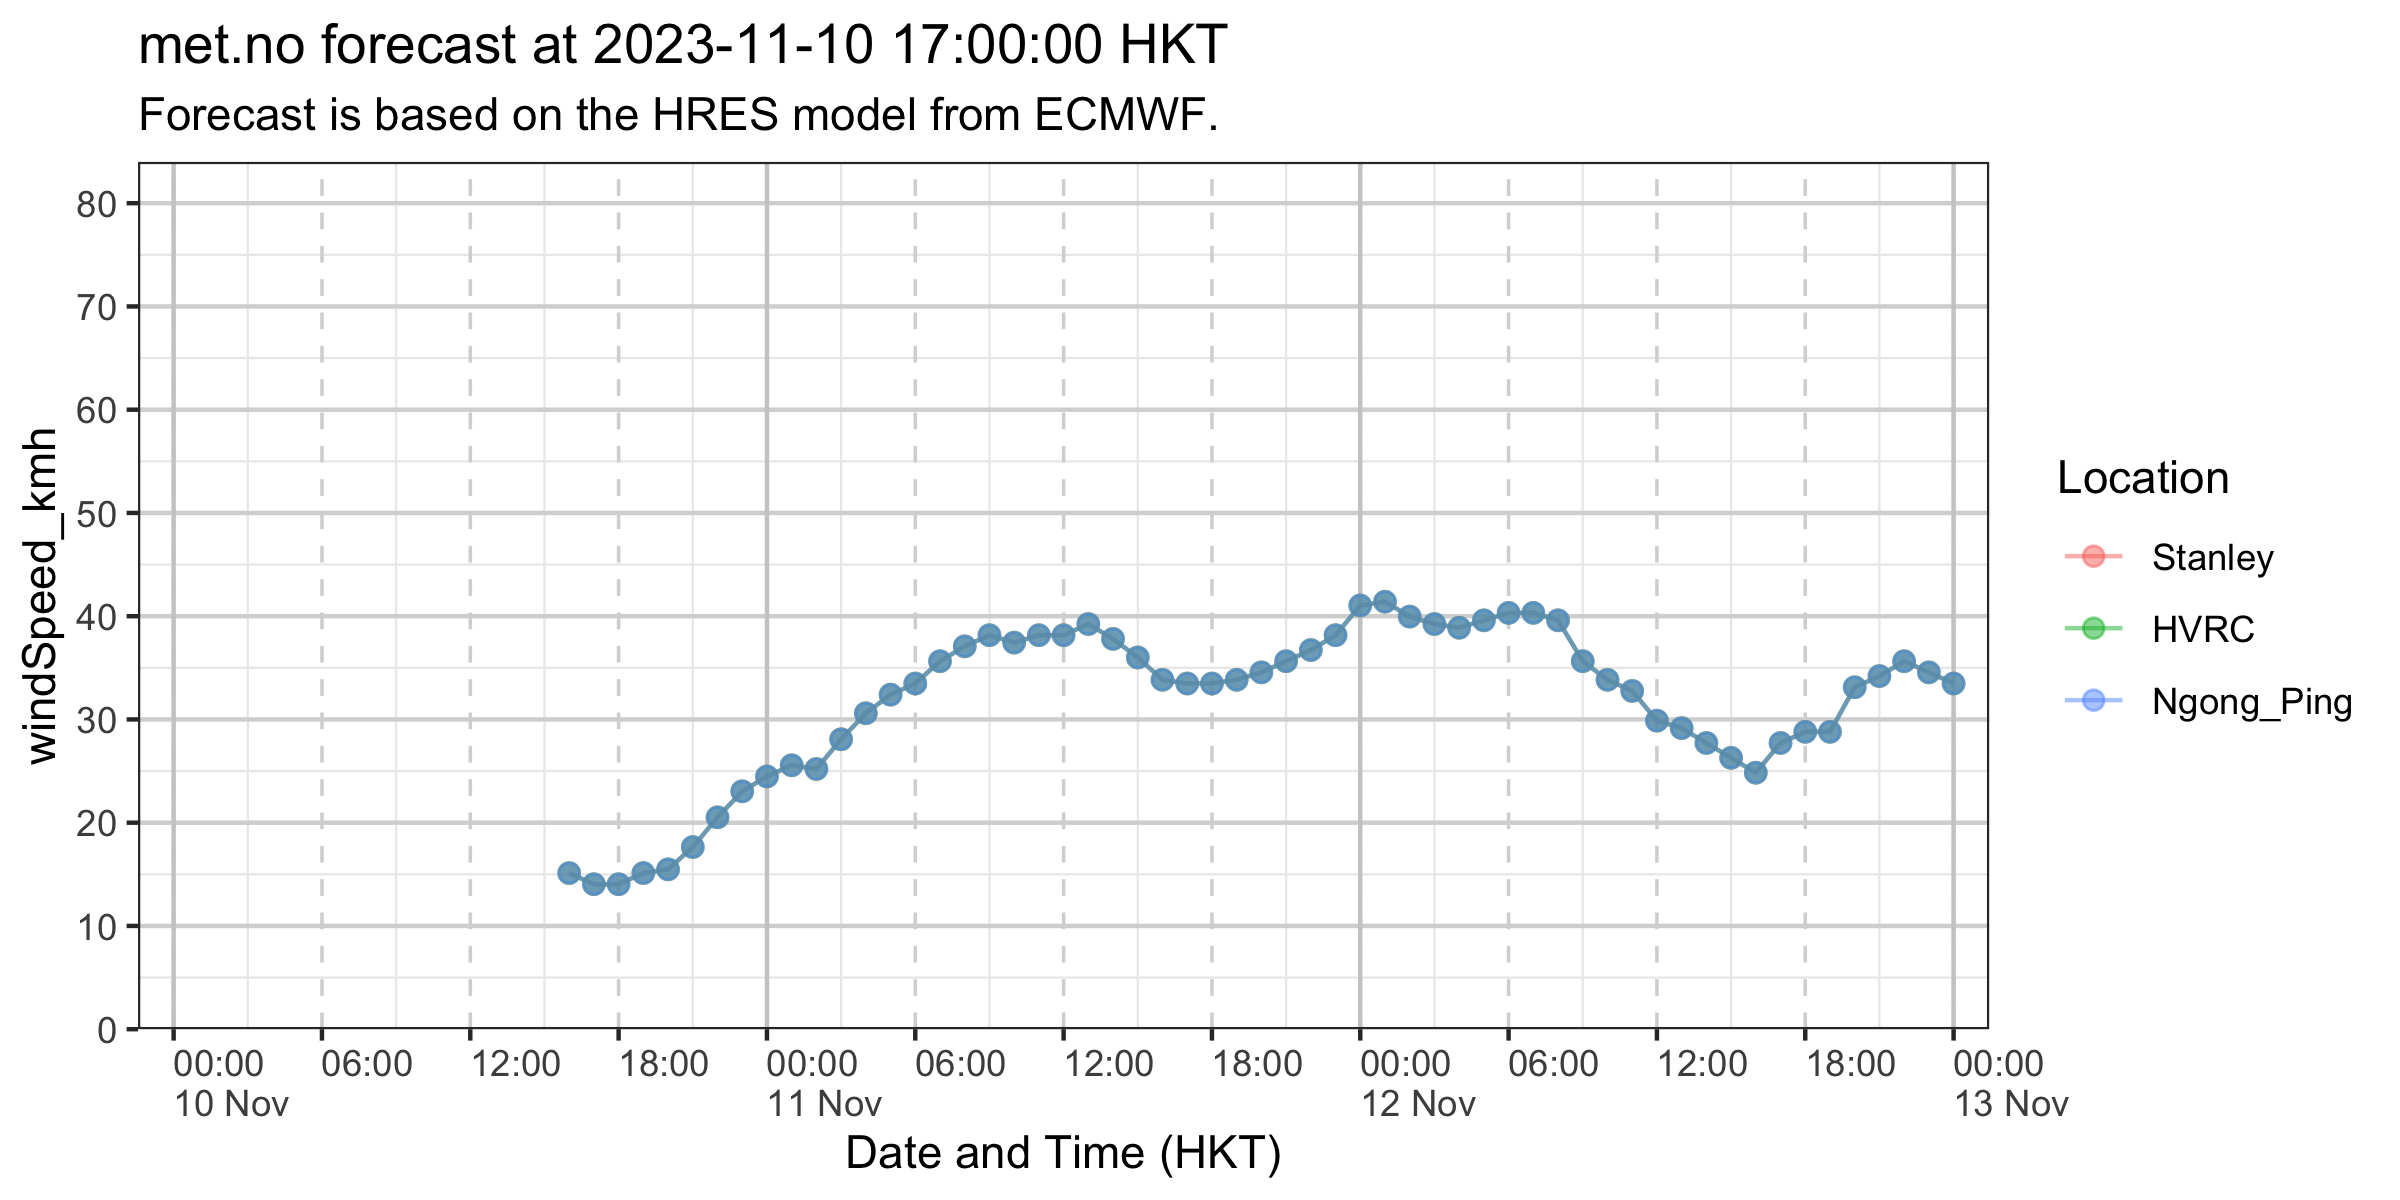 met.no forecast at 2023-11-10 17:00:00 HKT
Forecast is based on the HRES model from ECMWF.
windSpeed_kmh
80
70
60
50
40
30
20
10
0
00:00 06:00 12:00 18:00 00:00 06:00 12:00 18:00 00:00 06:00 12:00 18:00 00:00
10 Nov 11 Nov 12 Nov 13 Nov
Date and Time (HKT)
Location
Stanley
HVRC
Ngong_Ping